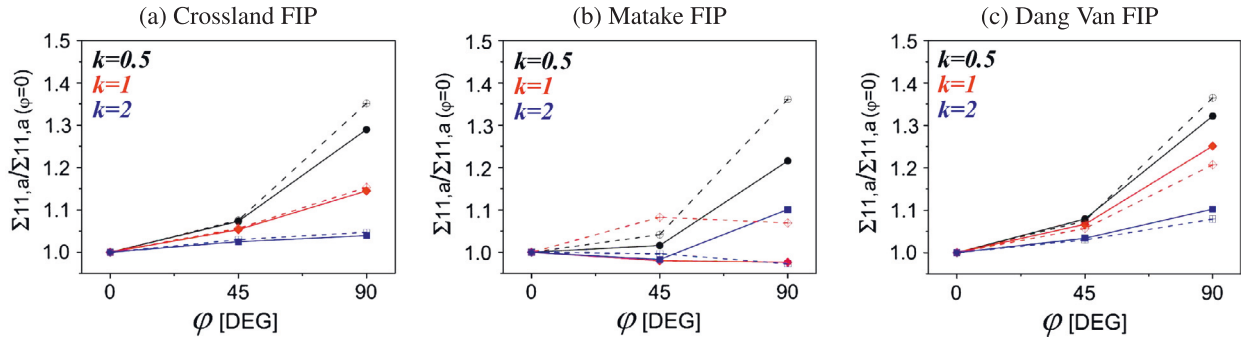 (a) Crossland FIP
Σ11,a/Σ11,a (φ=0)
1.5
1.4
1.3
1.2
1.1
1.0
k=0.5
k=1
k=2
0 45 90
φ [DEG]
(b) Matake FIP
Σ11,a/Σ11,a (φ=0)
1.5
1.4
1.3
1.2
1.1
1.0
k=0.5
k=1
k=2
0 45 90
φ [DEG]
(c) Dang Van FIP
Σ11,a/Σ11,a (φ=0)
1.5
1.4
1.3
1.2
1.1
1.0
k=0.5
k=1
k=2
0 45 90
φ [DEG]